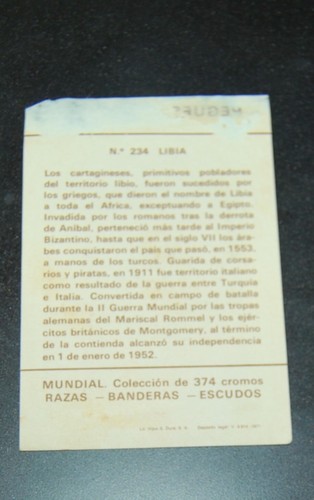 N.º 234 LIBIA
Los cartagineses, primitivos pobladores
del territorio libio, fueron sucedidos por
los griegos, que dieron el nombre de Libia
a toda el Africa, exceptuando a Egipto.
Invadida por los romanos tras la derrota
de Aníbal, perteneció más tarde al Imperio
Bizantino, hasta que en el siglo VII los ára-
bes conquistaron el país que pasó, en 1553,
a manos de los turcos. Guarida de corsa-
rios y piratas, en 1911 fue territorio italiano
como resultado de la guerra entre Turquía
e Italia. Convertida en campo de batalla
durante la II Guerra Mundial por las tropas
alemanas del Mariscal Rommel y los ejér-
citos británicos de Montgomery, al término
de la contienda alcanzó su independencia
en 1 de enero de 1952.
MUNDIAL. Colección de 374 cromos
RAZAS — BANDERAS — ESCUDOS